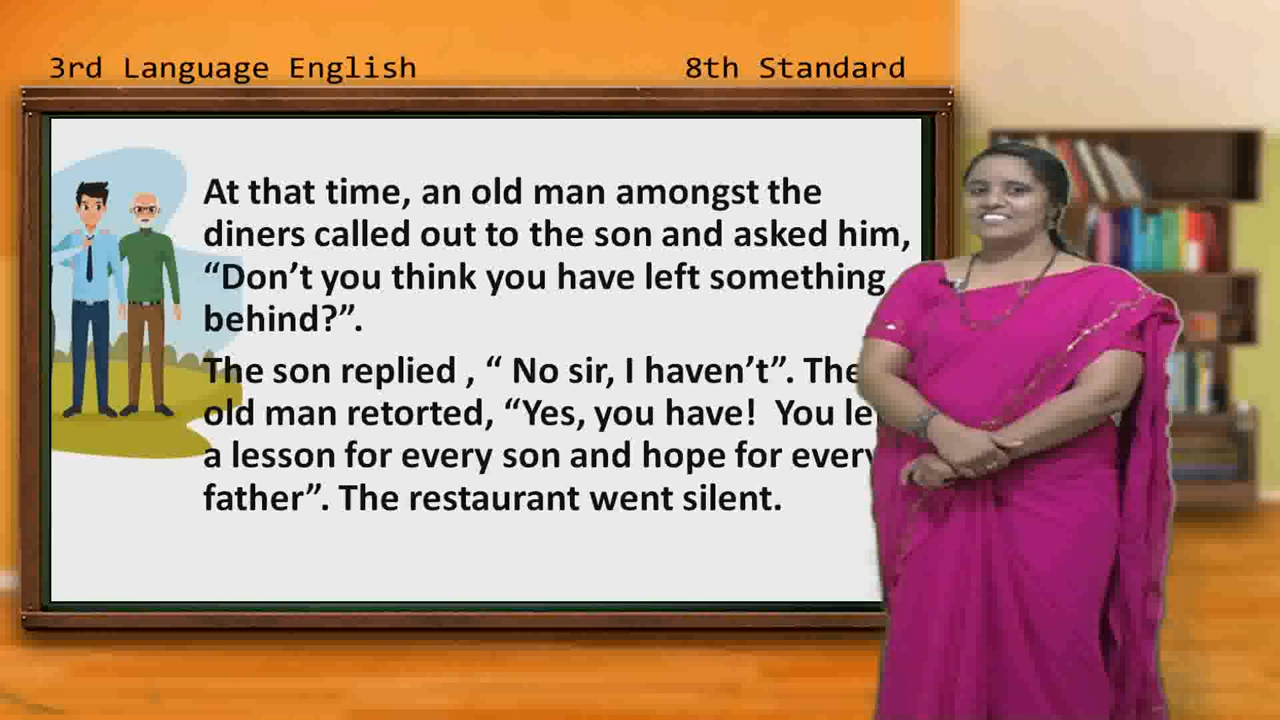 3rd Language English
8th Standard
At that time, an old man amongst the
diners called out to the son and asked him,
“Don’t you think you have left something
behind?”.
The son replied , “ No sir, I haven’t”. The
old man retorted, “Yes, you have! You le
a lesson for every son and hope for every
father”. The restaurant went silent.